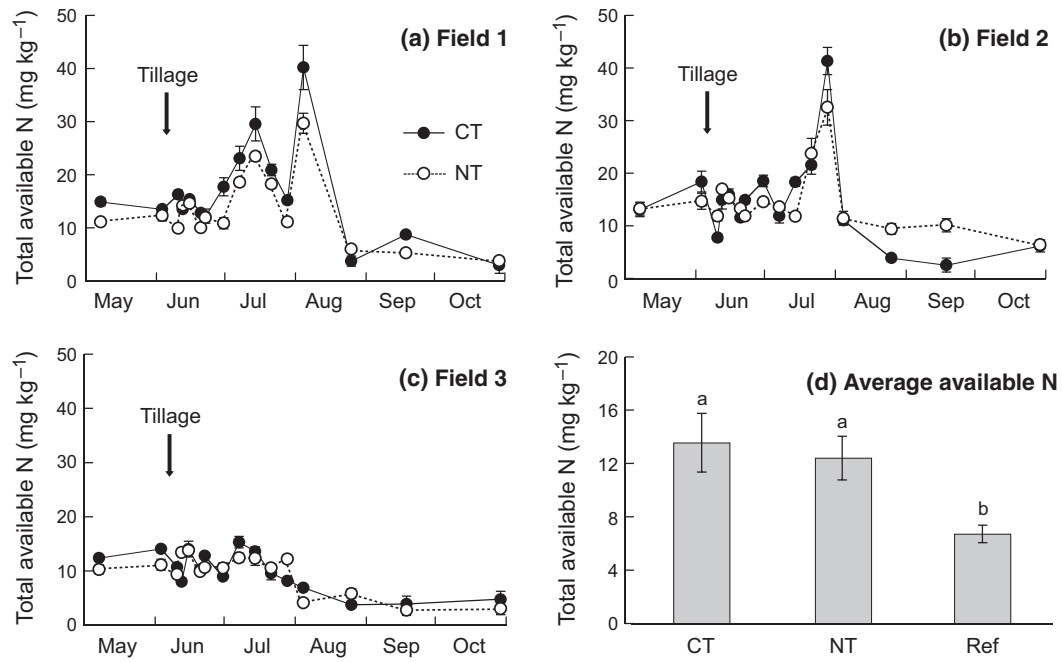 (a) Field 1
Total available N (mg kg⁻¹)
50
40
30
20
10
0
Tillage
CT
NT
May Jun Jul Aug Sep Oct
(b) Field 2
Total available N (mg kg⁻¹)
50
40
30
20
10
0
Tillage
May Jun Jul Aug Sep Oct
(c) Field 3
Total available N (mg kg⁻¹)
50
40
30
20
10
0
Tillage
May Jun Jul Aug Sep Oct
(d) Average available N
Total available N (mg kg⁻¹)
20
16
12
8
4
0
a
a
b
CT NT Ref